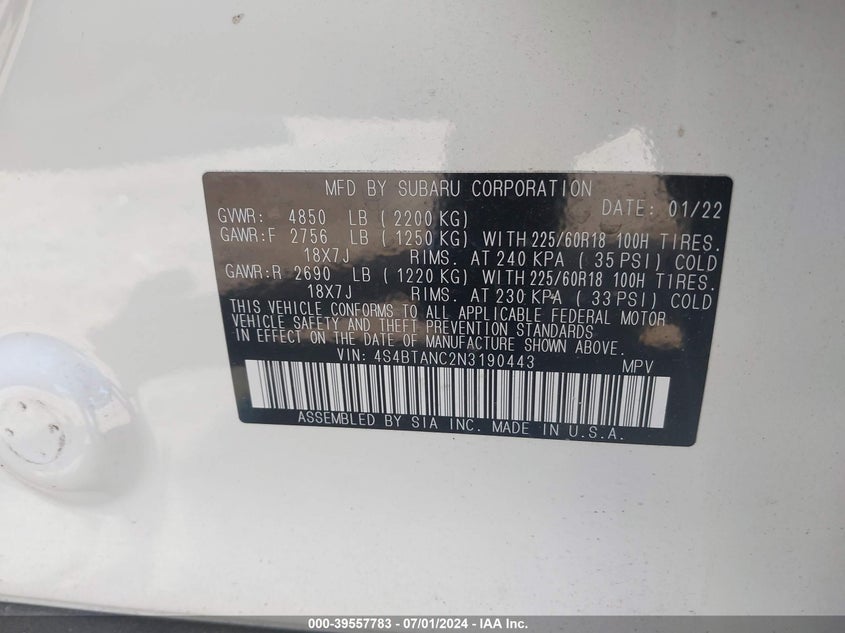 MFD BY SUBARU CORPORATION
GVWR: 4850 LB (2200 KG) DATE: 01/22
GAWR:F 2756 LB (1250 KG) WITH 225/60R18 100H TIRES.
18X7J RIMS. AT 240 KPA (35 PSI) COLD
GAWR:R 2690 LB (1220 KG) WITH 225/60R18 100H TIRES.
18X7J RIMS. AT 230 KPA (33 PSI) COLD
THIS VEHICLE CONFORMS TO ALL APPLICABLE FEDERAL MOTOR
VEHICLE SAFETY AND THEFT PREVENTION STANDARDS
IN EFFECT ON THE DATE OF MANUFACTURE SHOWN ABOVE.
VIN: 4S4BTANC2N3190443 MPV
ASSEMBLED BY SIA INC. MADE IN U.S.A.
000-39557783 - 07/01/2024 - IAA Inc.